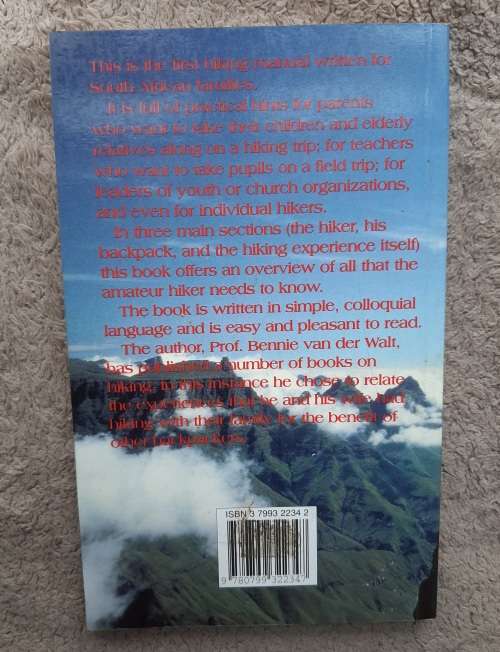 This is the first hiking manual written for
South African families.
It is full of practical hints for parents
who want to take their children and elderly
relatives along on a hiking trip; for teachers
who want to take pupils on a field trip; for
leaders of youth or church organizations,
and even for individual hikers.
In three main sections (the hiker, his
backpack, and the hiking experience itself)
this book offers an overview of all that the
amateur hiker needs to know.
The book is written in simple, colloquial
language and is easy and pleasant to read.
The author, Prof. Bennie van der Walt,
has published a number of books on
hiking; in this instance he chose to relate
the experiences that he and his wife had
hiking with their family for the benefit of
other backpackers.
ISBN 3 7993 2234 2
9 780799 322347